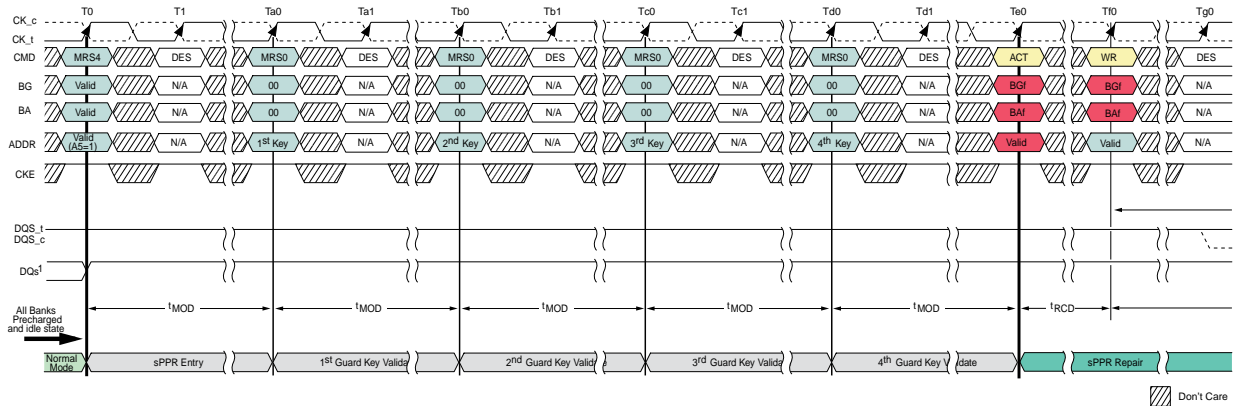 T0 T1 Ta0 Ta1 Tb0 Tb1 Tc0 Tc1 Td0 Td1 Te0 Tf0 Tg0
CK_c
CK_t
CMD MRS4 DES MRS0 DES MRS0 DES MRS0 DES MRS0 DES ACT WR DES
BG Valid N/A 00 N/A 00 N/A 00 N/A 00 N/A BGf BGf N/A
BA Valid N/A 00 N/A 00 N/A 00 N/A 00 N/A BAf BAf N/A
ADDR Valid (A5=1) N/A 1st Key N/A 2nd Key N/A 3rd Key N/A 4th Key N/A Valid Valid N/A
CKE
DQS_t
DQS_c
DQs1
tMOD tMOD tMOD tMOD tMOD tRCD
All Banks
Precharged
and idle state
Normal Mode sPPR Entry 1st Guard Key Valida 2nd Guard Key Valid e 3rd Guard Key Valida 4th Guard Key V date sPPR Repair
Don't Care